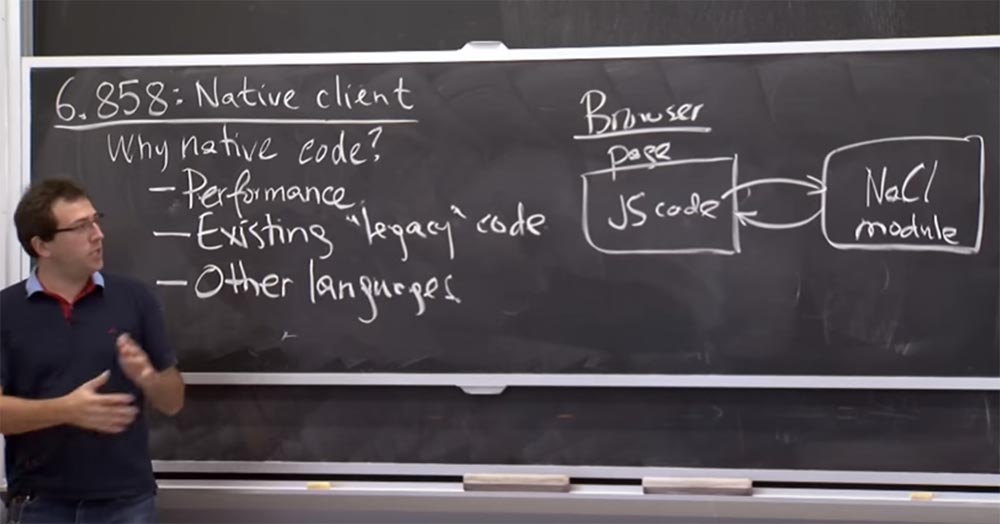 6.858: Native client
Why native code?
- Performance
- Existing "legacy" code
- Other languages
Browser
page
JS code
NaCl
module